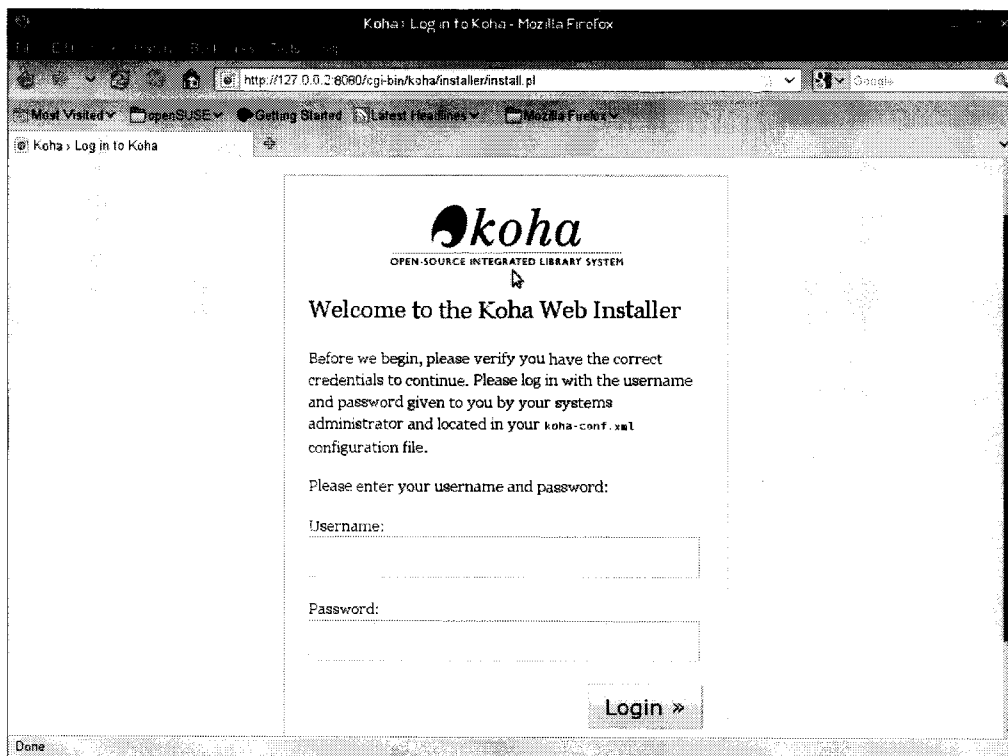 Koha › Log in to Koha - Mozilla Firefox
http://127.0.0.2:8080/cgi-bin/koha/installer/install.pl
Google
Most Visited
openSUSE
Getting Started
Latest Headlines
Mozilla Firefox
Koha › Log in to Koha
koha
OPEN-SOURCE INTEGRATED LIBRARY SYSTEM
Welcome to the Koha Web Installer
Before we begin, please verify you have the correct
credentials to continue. Please log in with the username
and password given to you by your systems
administrator and located in your koha-conf.xml
configuration file.
Please enter your username and password:
Username:
Password:
Login »
Done